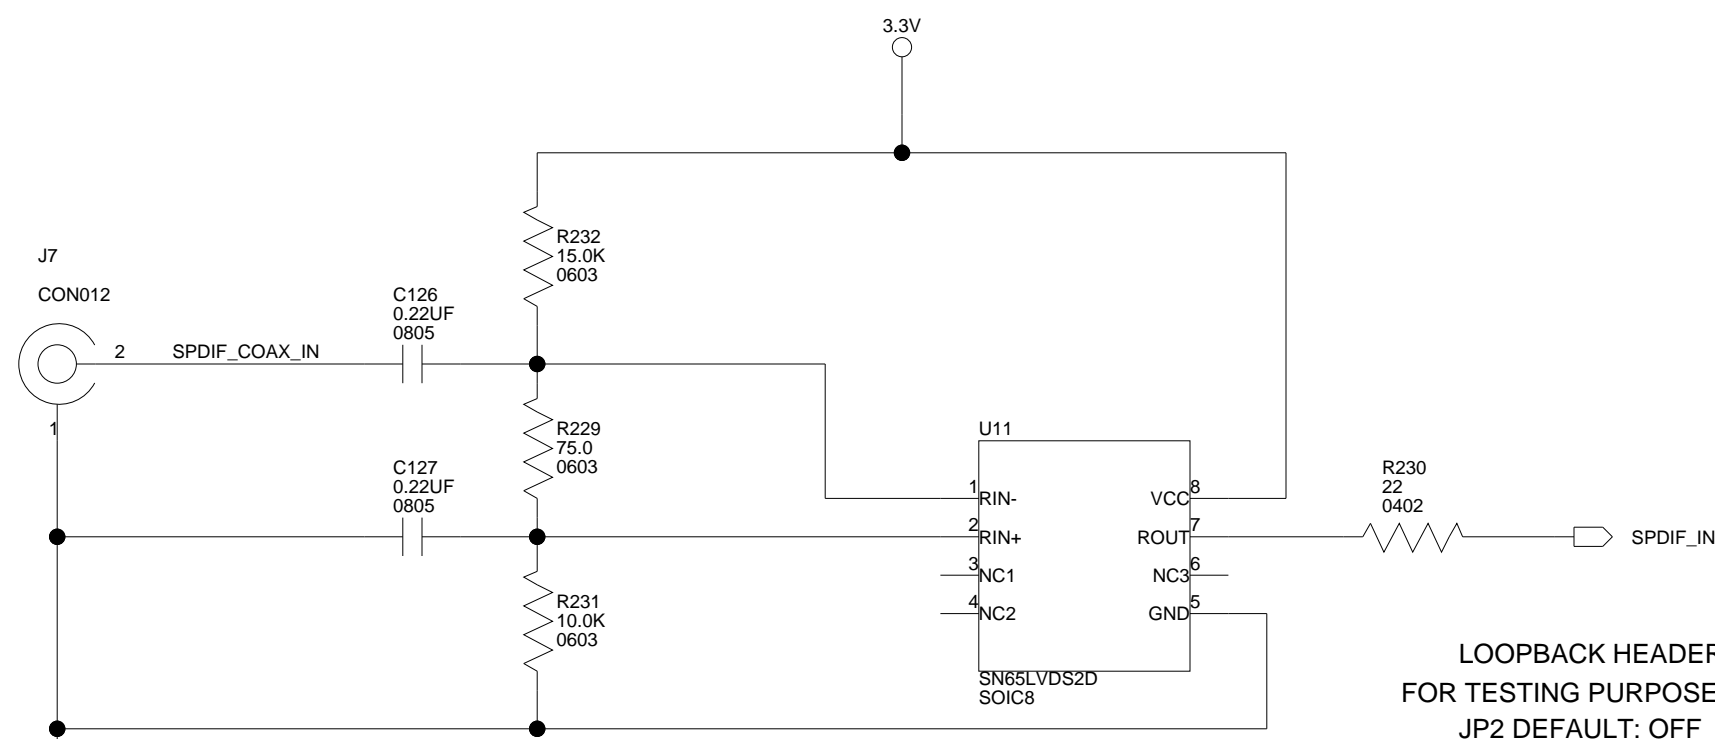 3.3V
R232
15.0K
0603
J7
CON012
C126
0.22UF
0805
2
SPDIF_COAX_IN
1
R229
75.0
0603
C127
0.22UF
0805
U11
1
RIN-
VCC
8
2
RIN+
ROUT
7
3
NC1
NC3
6
4
NC2
GND
5
SN65LVDS2D
SOIC8
R230
22
0402
SPDIF_IN
R231
10.0K
0603
LOOPBACK HEADER
FOR TESTING PURPOSE
JP2 DEFAULT: OFF